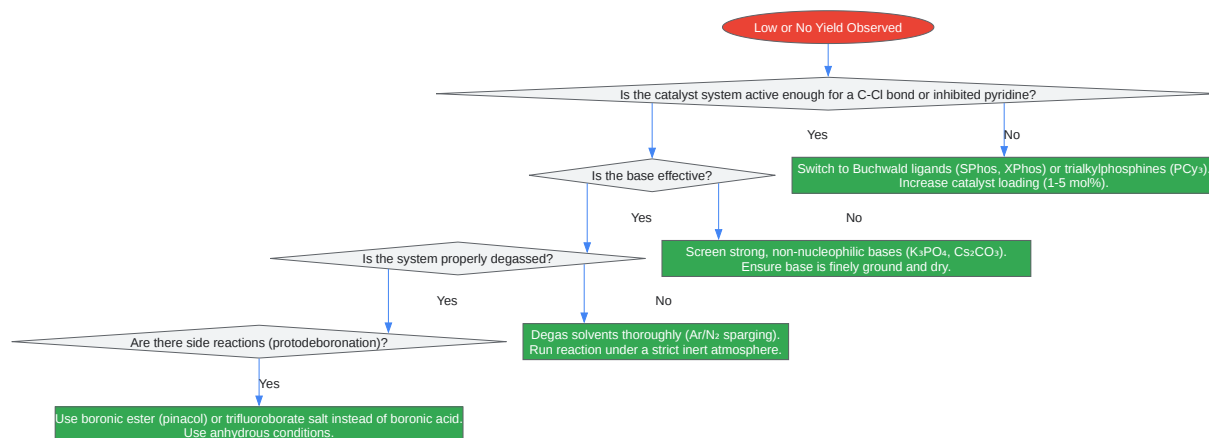 Low or No Yield Observed
Is the catalyst system active enough for a C-Cl bond or inhibited pyridine?
Yes
No
Switch to Buchwald ligands (SPhos, XPhos) or trialkylphosphines (PCy₃).
Increase catalyst loading (1-5 mol%).
Is the base effective?
Yes
No
Screen strong, non-nucleophilic bases (K₃PO₄, Cs₂CO₃).
Ensure base is finely ground and dry.
Is the system properly degassed?
Yes
No
Degas solvents thoroughly (Ar/N₂ sparging).
Run reaction under a strict inert atmosphere.
Are there side reactions (protodeboronation)?
Yes
Use boronic ester (pinacol) or trifluoroborate salt instead of boronic acid.
Use anhydrous conditions.